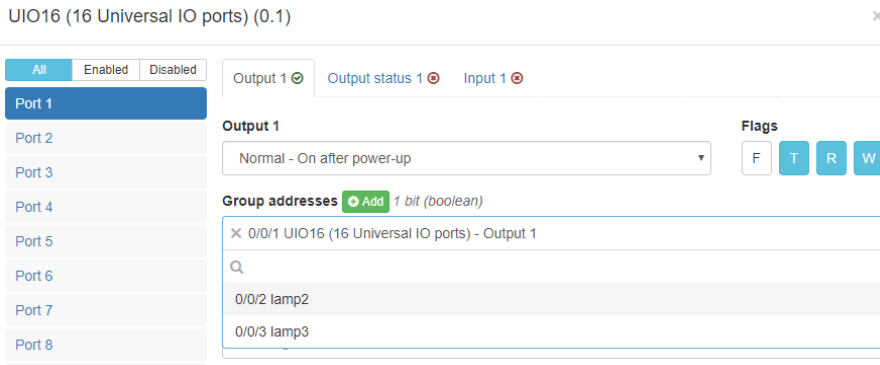 UIO16 (16 Universal IO ports) (0.1)
All Enabled Disabled
Port 1
Port 2
Port 3
Port 4
Port 5
Port 6
Port 7
Port 8
Output 1 Output status 1 Input 1
Output 1
Normal - On after power-up
Flags
F T R W
Group addresses Add 1 bit (boolean)
0/0/1 UIO16 (16 Universal IO ports) - Output 1
0/0/2 lamp2
0/0/3 lamp3